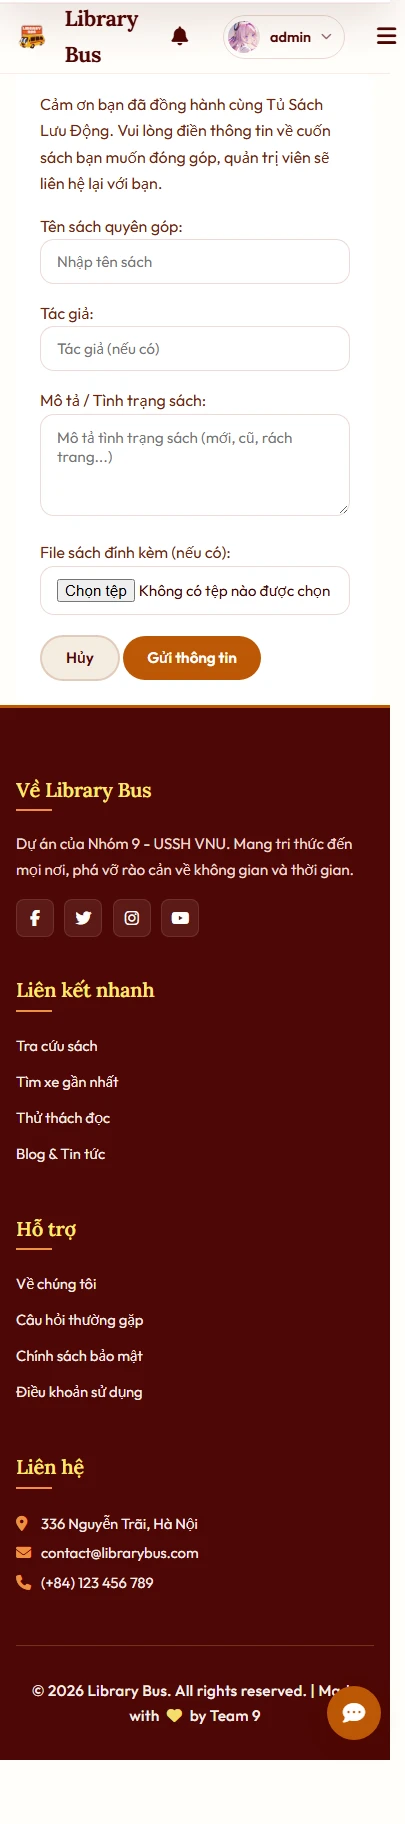 Library
Bus
admin
Cảm ơn bạn đã đồng hành cùng Tủ Sách
Lưu Động. Vui lòng điền thông tin về cuốn
sách bạn muốn đóng góp, quản trị viên sẽ
liên hệ lại với bạn.
Tên sách quyên góp:
Nhập tên sách
Tác giả:
Tác giả (nếu có)
Mô tả / Tình trạng sách:
Mô tả tình trạng sách (mới, cũ, rách
trang...)
File sách đính kèm (nếu có):
Chọn tệp Không có tệp nào được chọn
Hủy Gửi thông tin
Về Library Bus
Dự án của Nhóm 9 - USSH VNU. Mang tri thức đến
mọi nơi, phá vỡ rào cản về không gian và thời gian.
Liên kết nhanh
Tra cứu sách
Tìm xe gần nhất
Thử thách đọc
Blog & Tin tức
Hỗ trợ
Về chúng tôi
Câu hỏi thường gặp
Chính sách bảo mật
Điều khoản sử dụng
Liên hệ
336 Nguyễn Trãi, Hà Nội
contact@librarybus.com
(+84) 123 456 789
© 2026 Library Bus. All rights reserved. |
with by Team 9